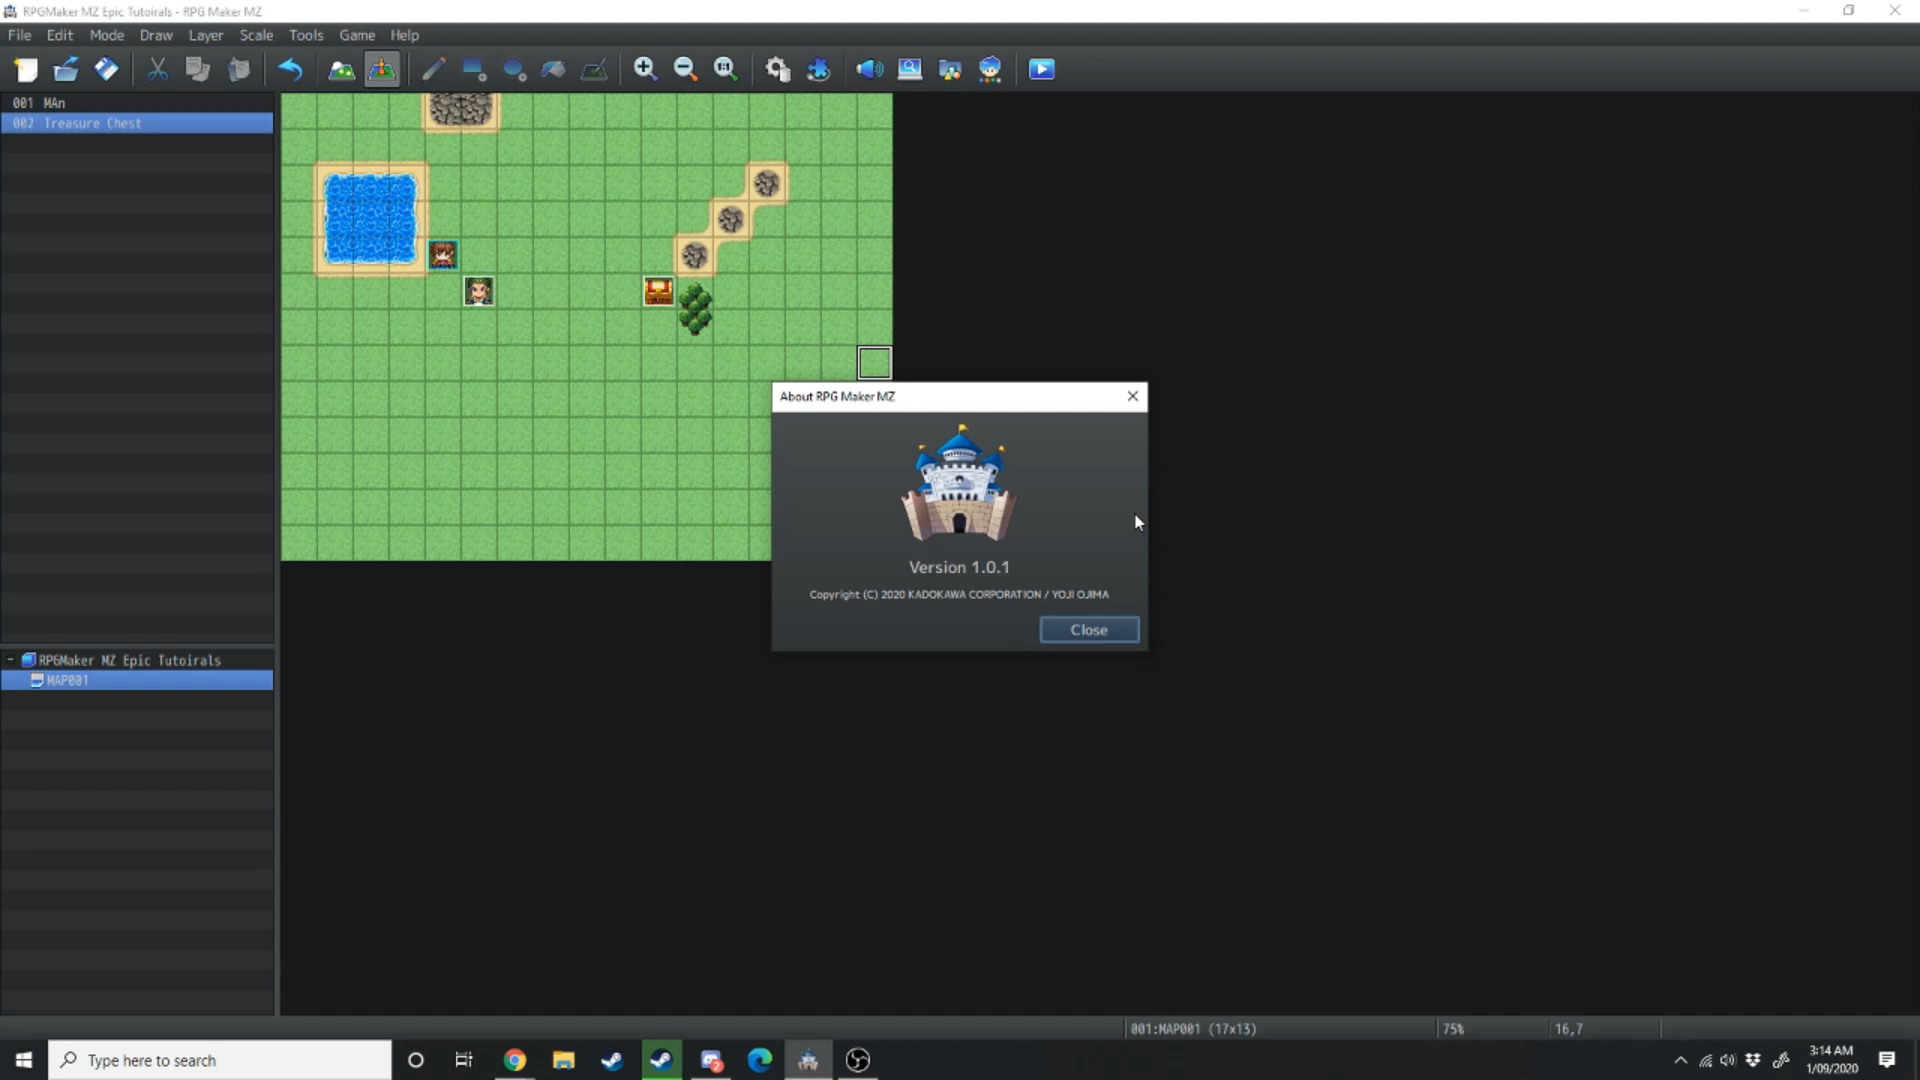 RPGMaker MZ Epic Tutoirals - RPG Maker MZ
File Edit Mode Draw Layer Scale Tools Game Help
1:1
001 MAn
002 Treasure Chest
About RPG Maker MZ
Version 1.0.1
Copyright (C) 2020 KADOKAWA CORPORATION / YOJI OJIMA
Close
RPGMaker MZ Epic Tutoirals
MAP001
001:MAP001 (17x13) 75% 16,7
Type here to search
3:14 AM
1/09/2020